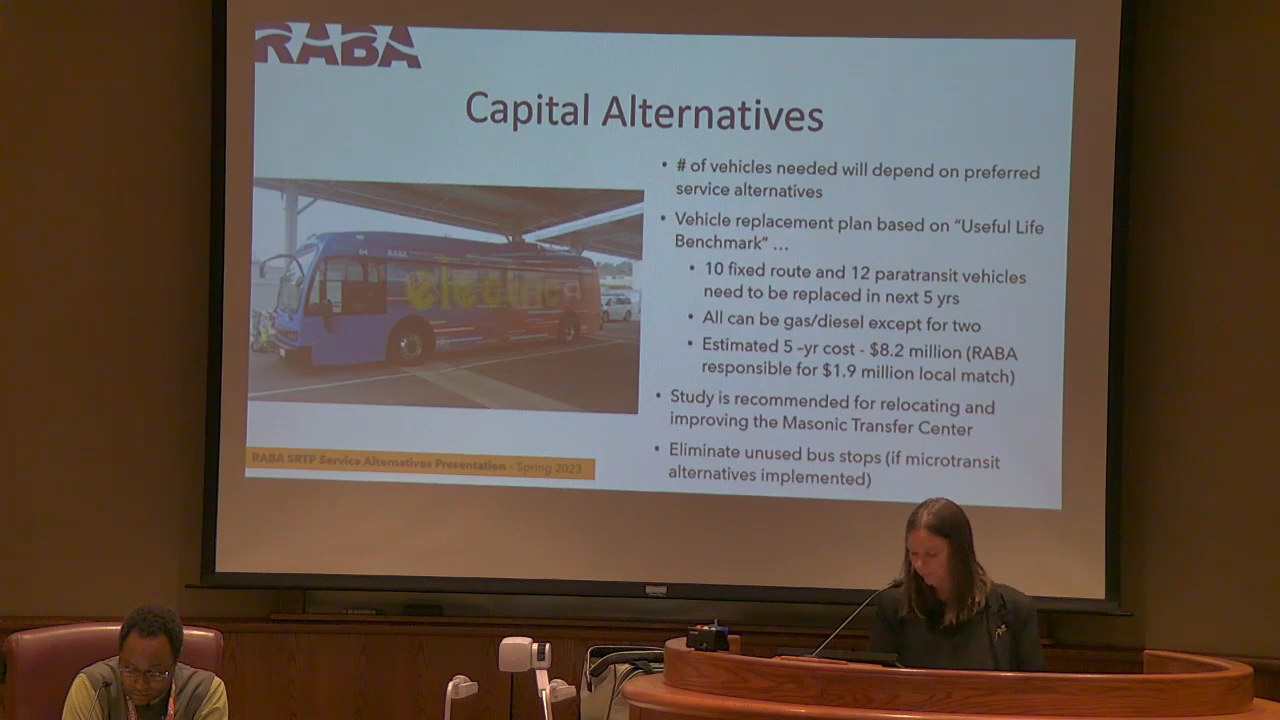 RABA
Capital Alternatives
• # of vehicles needed will depend on preferred
service alternatives
• Vehicle replacement plan based on “Useful Life
Benchmark” …
• 10 fixed route and 12 paratransit vehicles
need to be replaced in next 5 yrs
• All can be gas/diesel except for two
• Estimated 5 –yr cost - $8.2 million (RABA
responsible for $1.9 million local match)
• Study is recommended for relocating and
improving the Masonic Transfer Center
• Eliminate unused bus stops (if microtransit
alternatives implemented)
RABA
electric
RABA SRTP Service Alternatives Presentation - Spring 2023